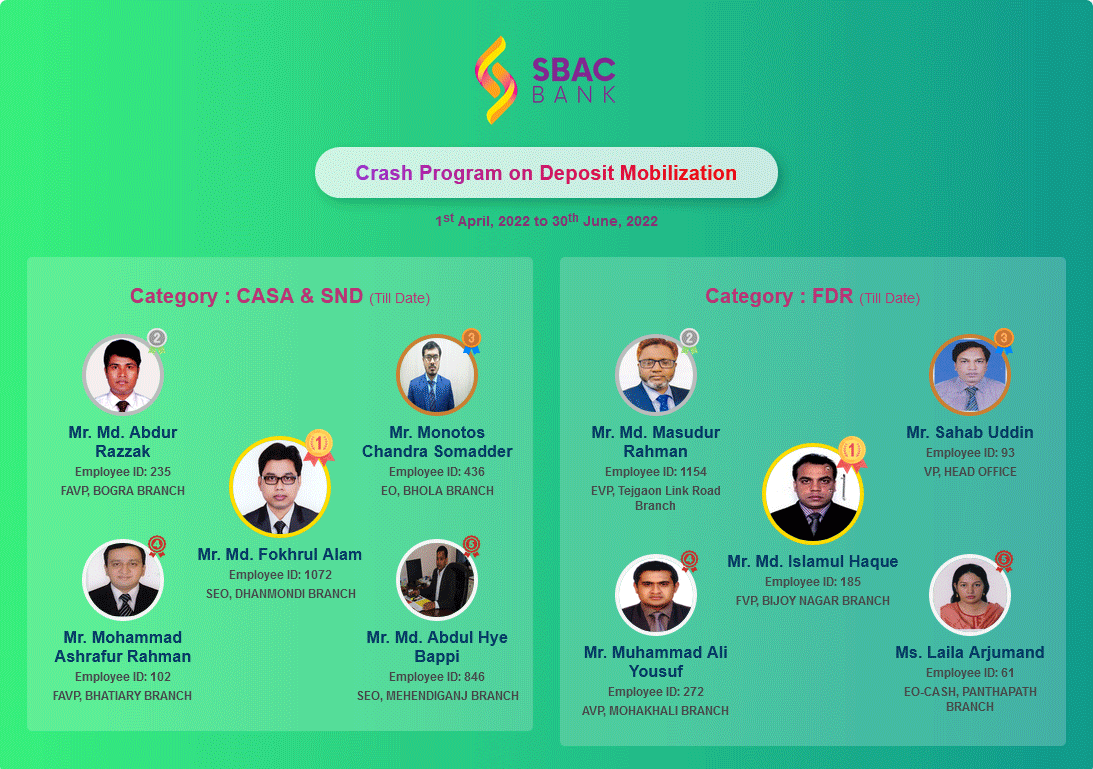 SBAC
BANK
Crash Program on Deposit Mobilization
1st April, 2022 to 30th June, 2022
Category : CASA & SND (Till Date)
2
Mr. Md. Abdur
Razzak
Employee ID: 235
FAVP, BOGRA BRANCH
3
Mr. Monotos
Chandra Somadder
Employee ID: 436
EO, BHOLA BRANCH
1
Mr. Md. Fokhrul Alam
Employee ID: 1072
SEO, DHANMONDI BRANCH
4
Mr. Mohammad
Ashrafur Rahman
Employee ID: 102
FAVP, BHATIARY BRANCH
5
Mr. Md. Abdul Hye
Bappi
Employee ID: 846
SEO, MEHENDIGANJ BRANCH
Category : FDR (Till Date)
2
Mr. Md. Masudur
Rahman
Employee ID: 1154
EVP, Tejgaon Link Road
Branch
3
Mr. Sahab Uddin
Employee ID: 93
VP, HEAD OFFICE
1
Mr. Md. Islamul Haque
Employee ID: 185
FVP, BIJOY NAGAR BRANCH
4
Mr. Muhammad Ali
Yousuf
Employee ID: 272
AVP, MOHAKHALI BRANCH
5
Ms. Laila Arjumand
Employee ID: 61
EO-CASH, PANTHAPATH
BRANCH